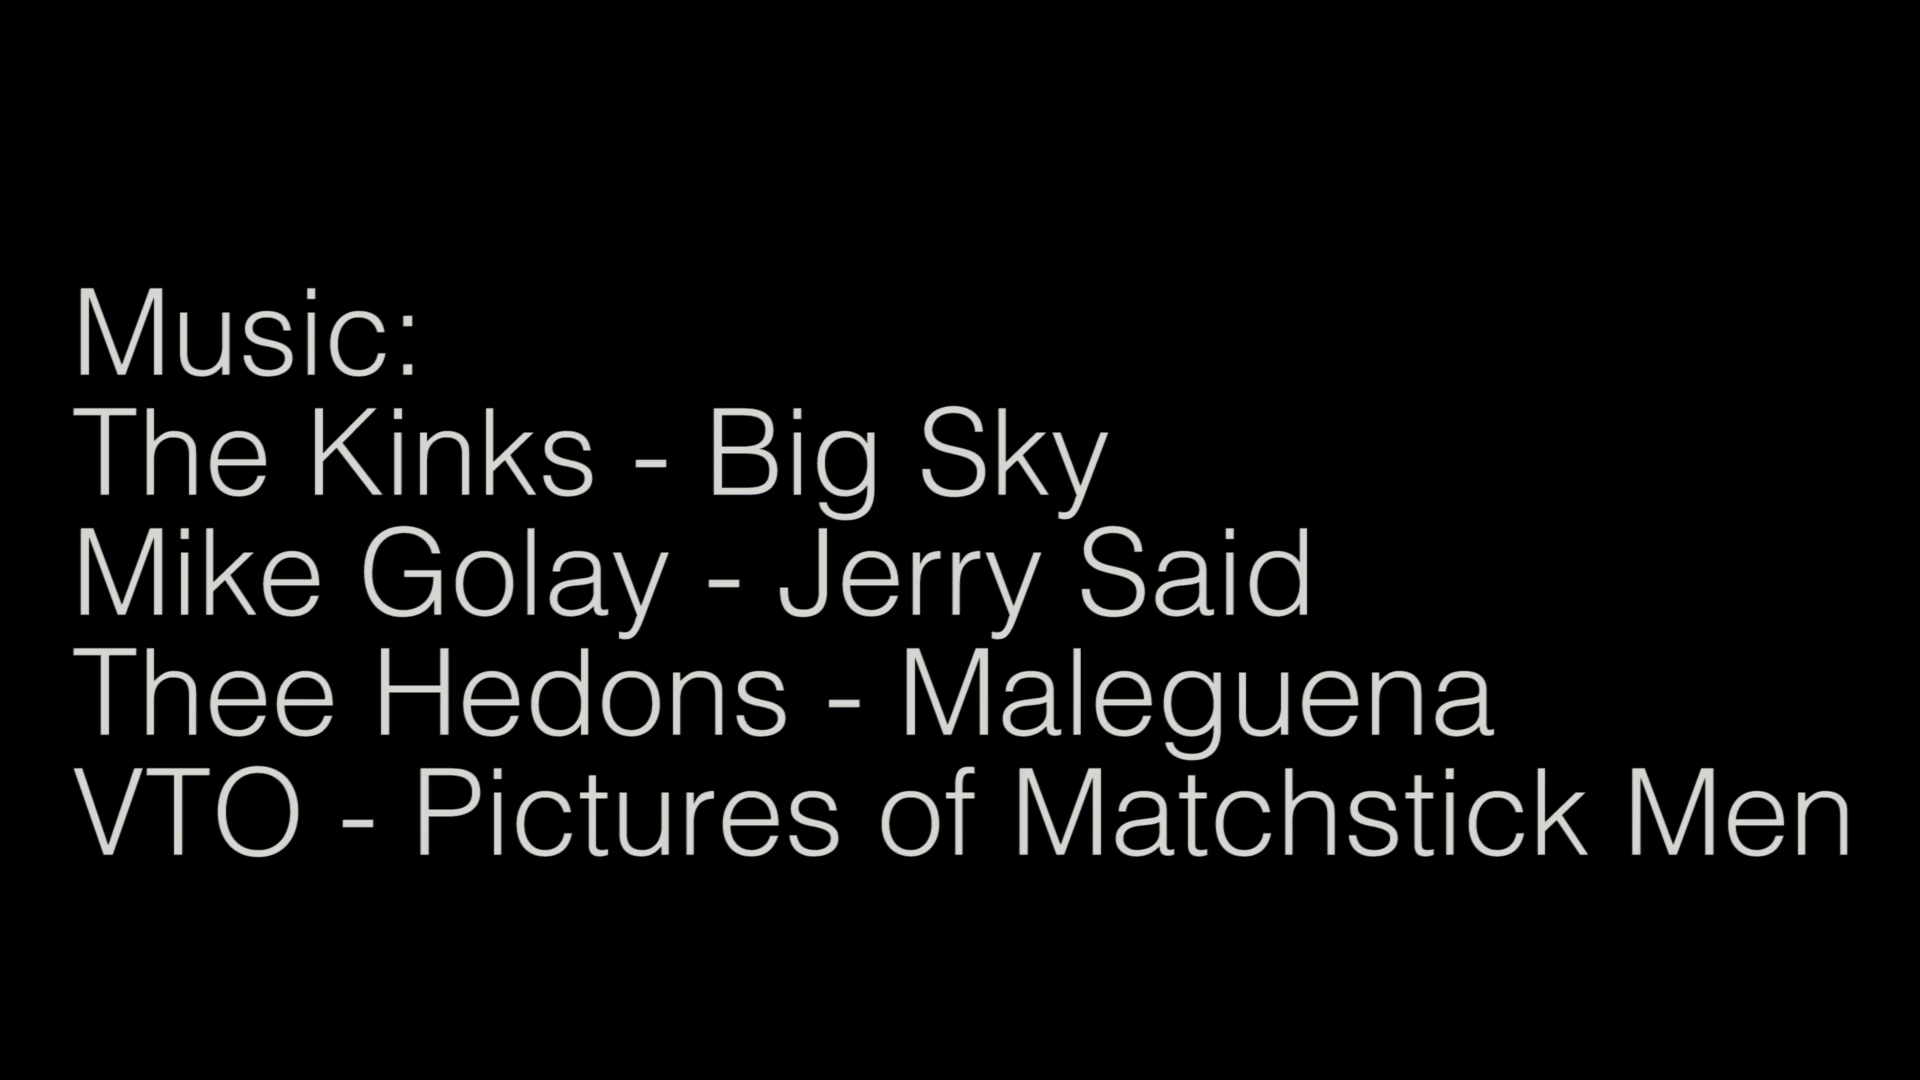 Music:
The Kinks - Big Sky
Mike Golay - Jerry Said
Thee Hedons - Maleguena
VTO - Pictures of Matchstick Men